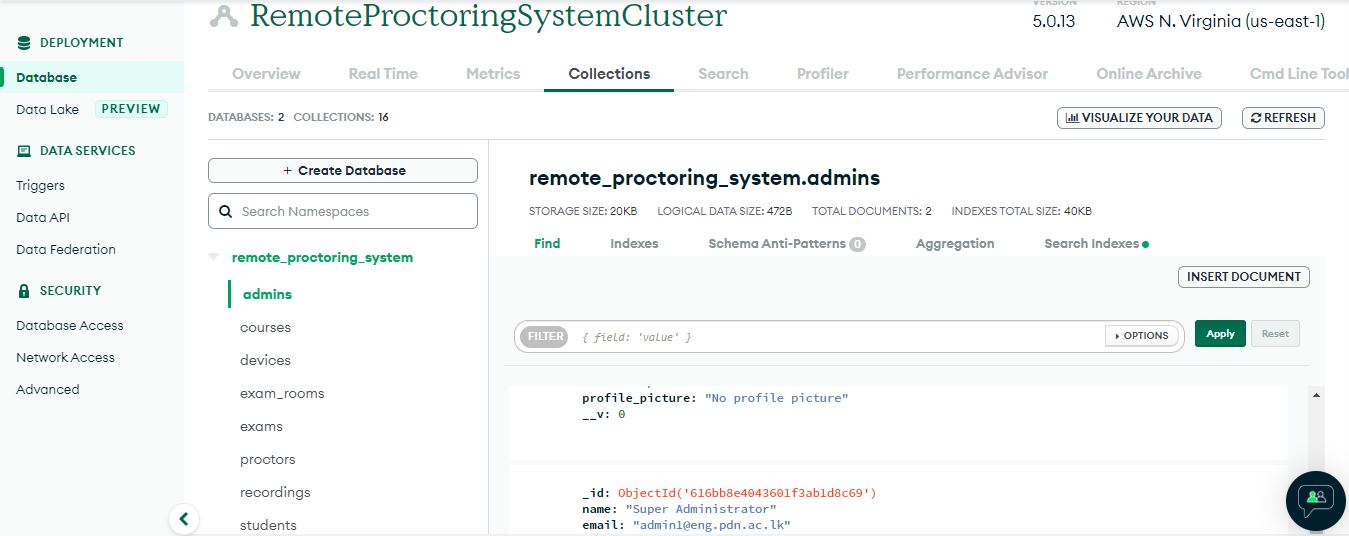 RemoteProctoringSystemCluster
VERSION
REGION
5.0.13
AWS N. Virginia (us-east-1)
DEPLOYMENT
Database
Data Lake
PREVIEW
DATA SERVICES
Triggers
Data API
Data Federation
SECURITY
Database Access
Network Access
Advanced
Overview Real Time Metrics Collections Search Profiler Performance Advisor Online Archive Cmd Line Tool
DATABASES: 2 COLLECTIONS: 16
VISUALIZE YOUR DATA
REFRESH
+ Create Database
Search Namespaces
remote_proctoring_system
admins
courses
devices
exam_rooms
exams
proctors
recordings
students
remote_proctoring_system.admins
STORAGE SIZE: 20KB LOGICAL DATA SIZE: 472B TOTAL DOCUMENTS: 2 INDEXES TOTAL SIZE: 40KB
Find Indexes Schema Anti-Patterns 0 Aggregation Search Indexes
INSERT DOCUMENT
FILTER { field: 'value' } OPTIONS Apply Reset
profile_picture: "No profile picture"
__v: 0
_id: ObjectId('616bb8e4043601f3ab1d8c69')
name: "Super Administrator"
email: "admin1@eng.pdn.ac.lk"